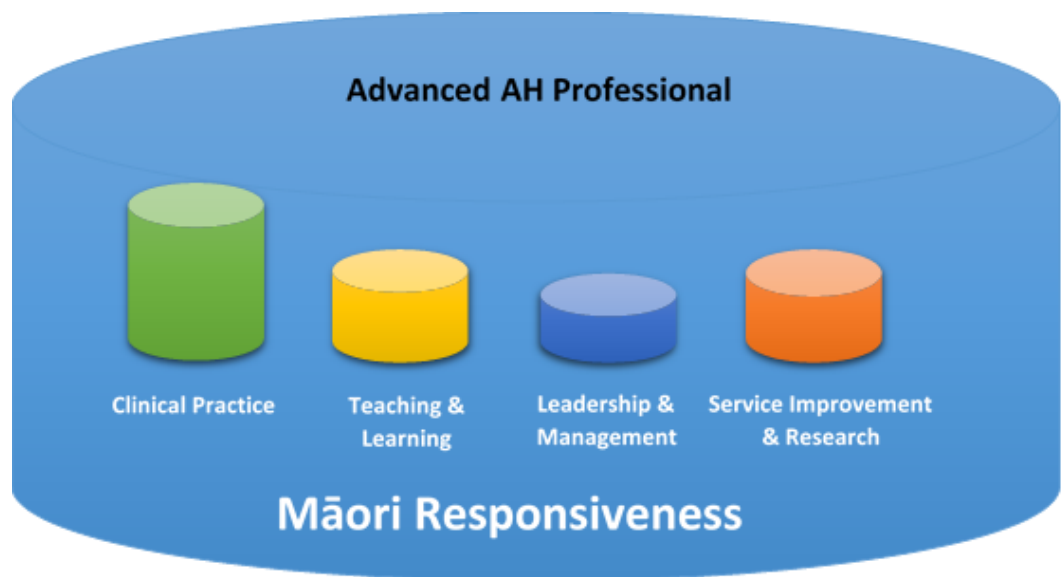 Advanced AH Professional
Clinical Practice
Teaching &
Learning
Leadership &
Management
Service Improvement
& Research
Māori Responsiveness